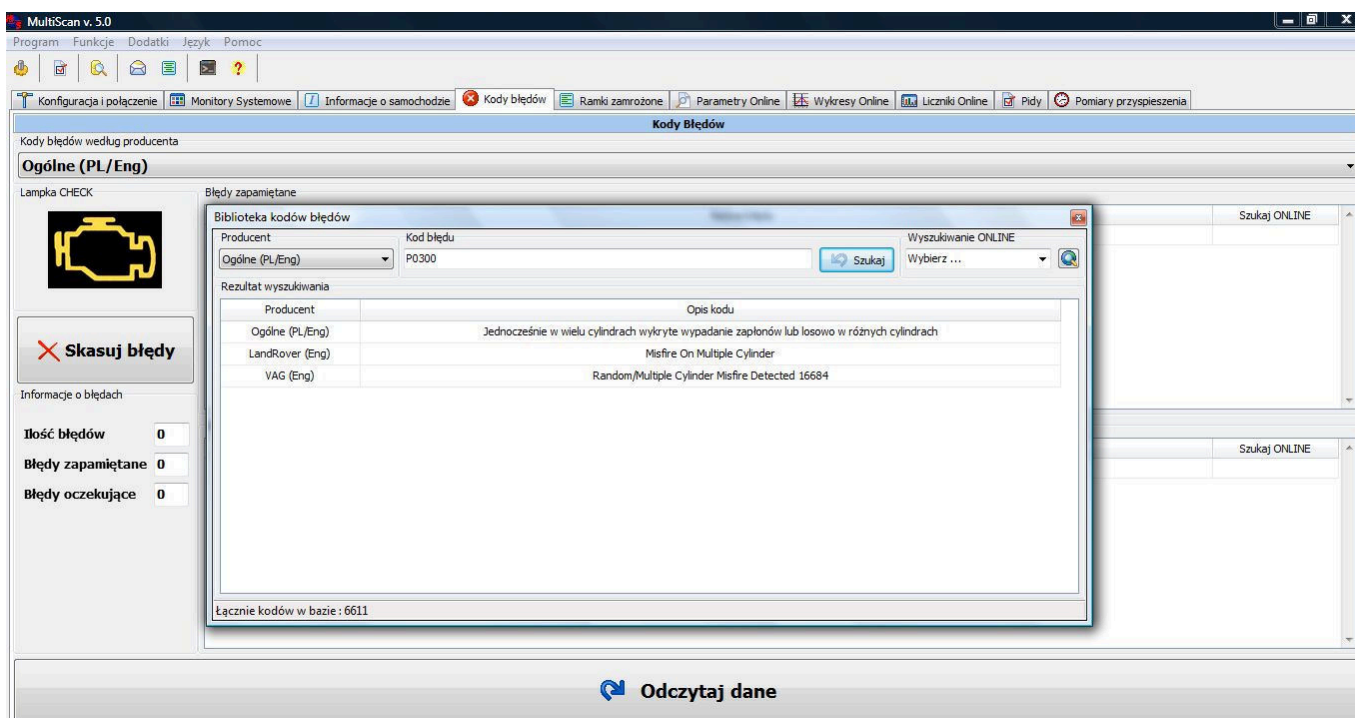 MultiScan v. 5.0
Program Funkcje Dodatki Język Pomoc
Konfiguracja i połączenie Monitory Systemowe Informacje o samochodzie Kody błędów Ramki zamrożone Parametry Online Wykresy Online Liczniki Online Pidy Pomiary przyspieszenia
Kody Błędów
Kody błędów według producenta
Ogólne (PL/Eng)
Lampka CHECK
Błędy zapamiętane
Szukaj ONLINE
Biblioteka kodów błędów
Producent Kod błędu Wyszukiwanie ONLINE
Ogólne (PL/Eng) P0300 Szukaj Wybierz ...
Rezultat wyszukiwania
Producent Opis kodu
Ogólne (PL/Eng) Jednocześnie w wielu cylindrach wykryte wypadanie zapłonów lub losowo w różnych cylindrach
LandRover (Eng) Misfire On Multiple Cylinder
VAG (Eng) Random/Multiple Cylinder Misfire Detected 16684
Łącznie kodów w bazie : 6611
Skasuj błędy
Informacje o błędach
Ilość błędów 0
Błędy zapamiętane 0
Błędy oczekujące 0
Szukaj ONLINE
Odczytaj dane